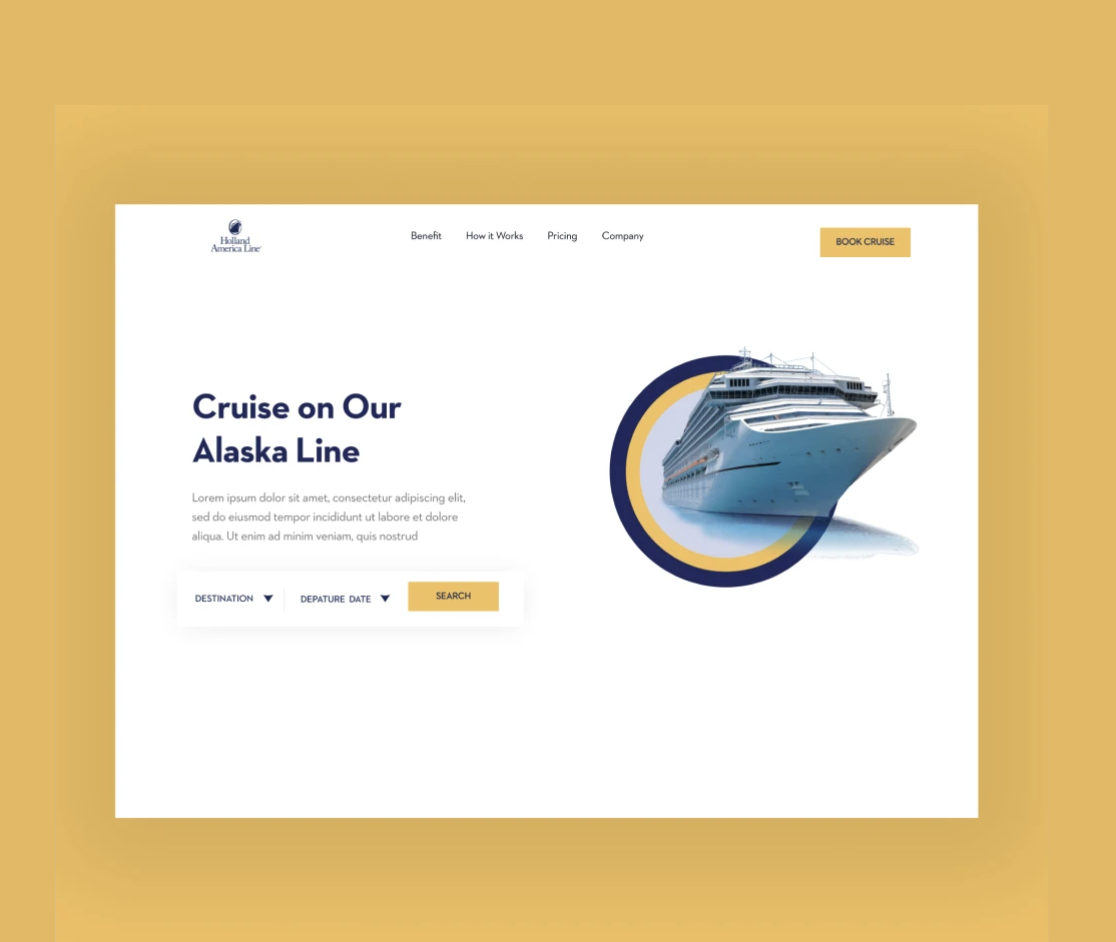 Holland
America Line
Benefit
How it Works
Pricing
Company
BOOK CRUISE
Cruise on Our
Alaska Line
Lorem ipsum dolor sit amet, consectetur adipiscing elit,
sed do eiusmod tempor incididunt ut labore et dolore
aliqua. Ut enim ad minim veniam, quis nostrud
DESTINATION
DEPATURE DATE
SEARCH